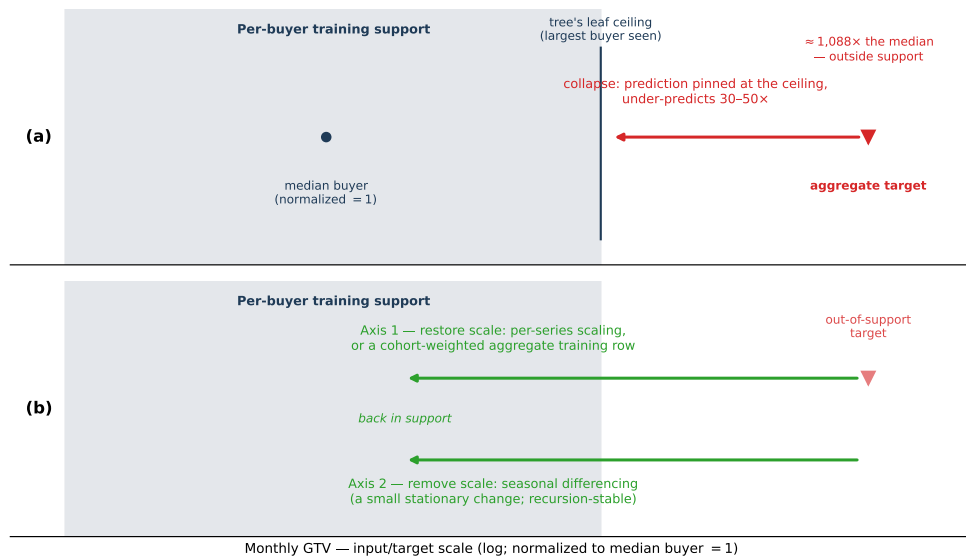 Per-buyer training support
tree's leaf ceiling
(largest buyer seen)
≈ 1,088× the median
— outside support
collapse: prediction pinned at the ceiling,
under-predicts 30–50×
(a)
median buyer
(normalized = 1)
aggregate target
Per-buyer training support
out-of-support
target
Axis 1 — restore scale: per-series scaling,
or a cohort-weighted aggregate training row
(b)
back in support
Axis 2 — remove scale: seasonal differencing
(a small stationary change; recursion-stable)
Monthly GTV — input/target scale (log; normalized to median buyer = 1)